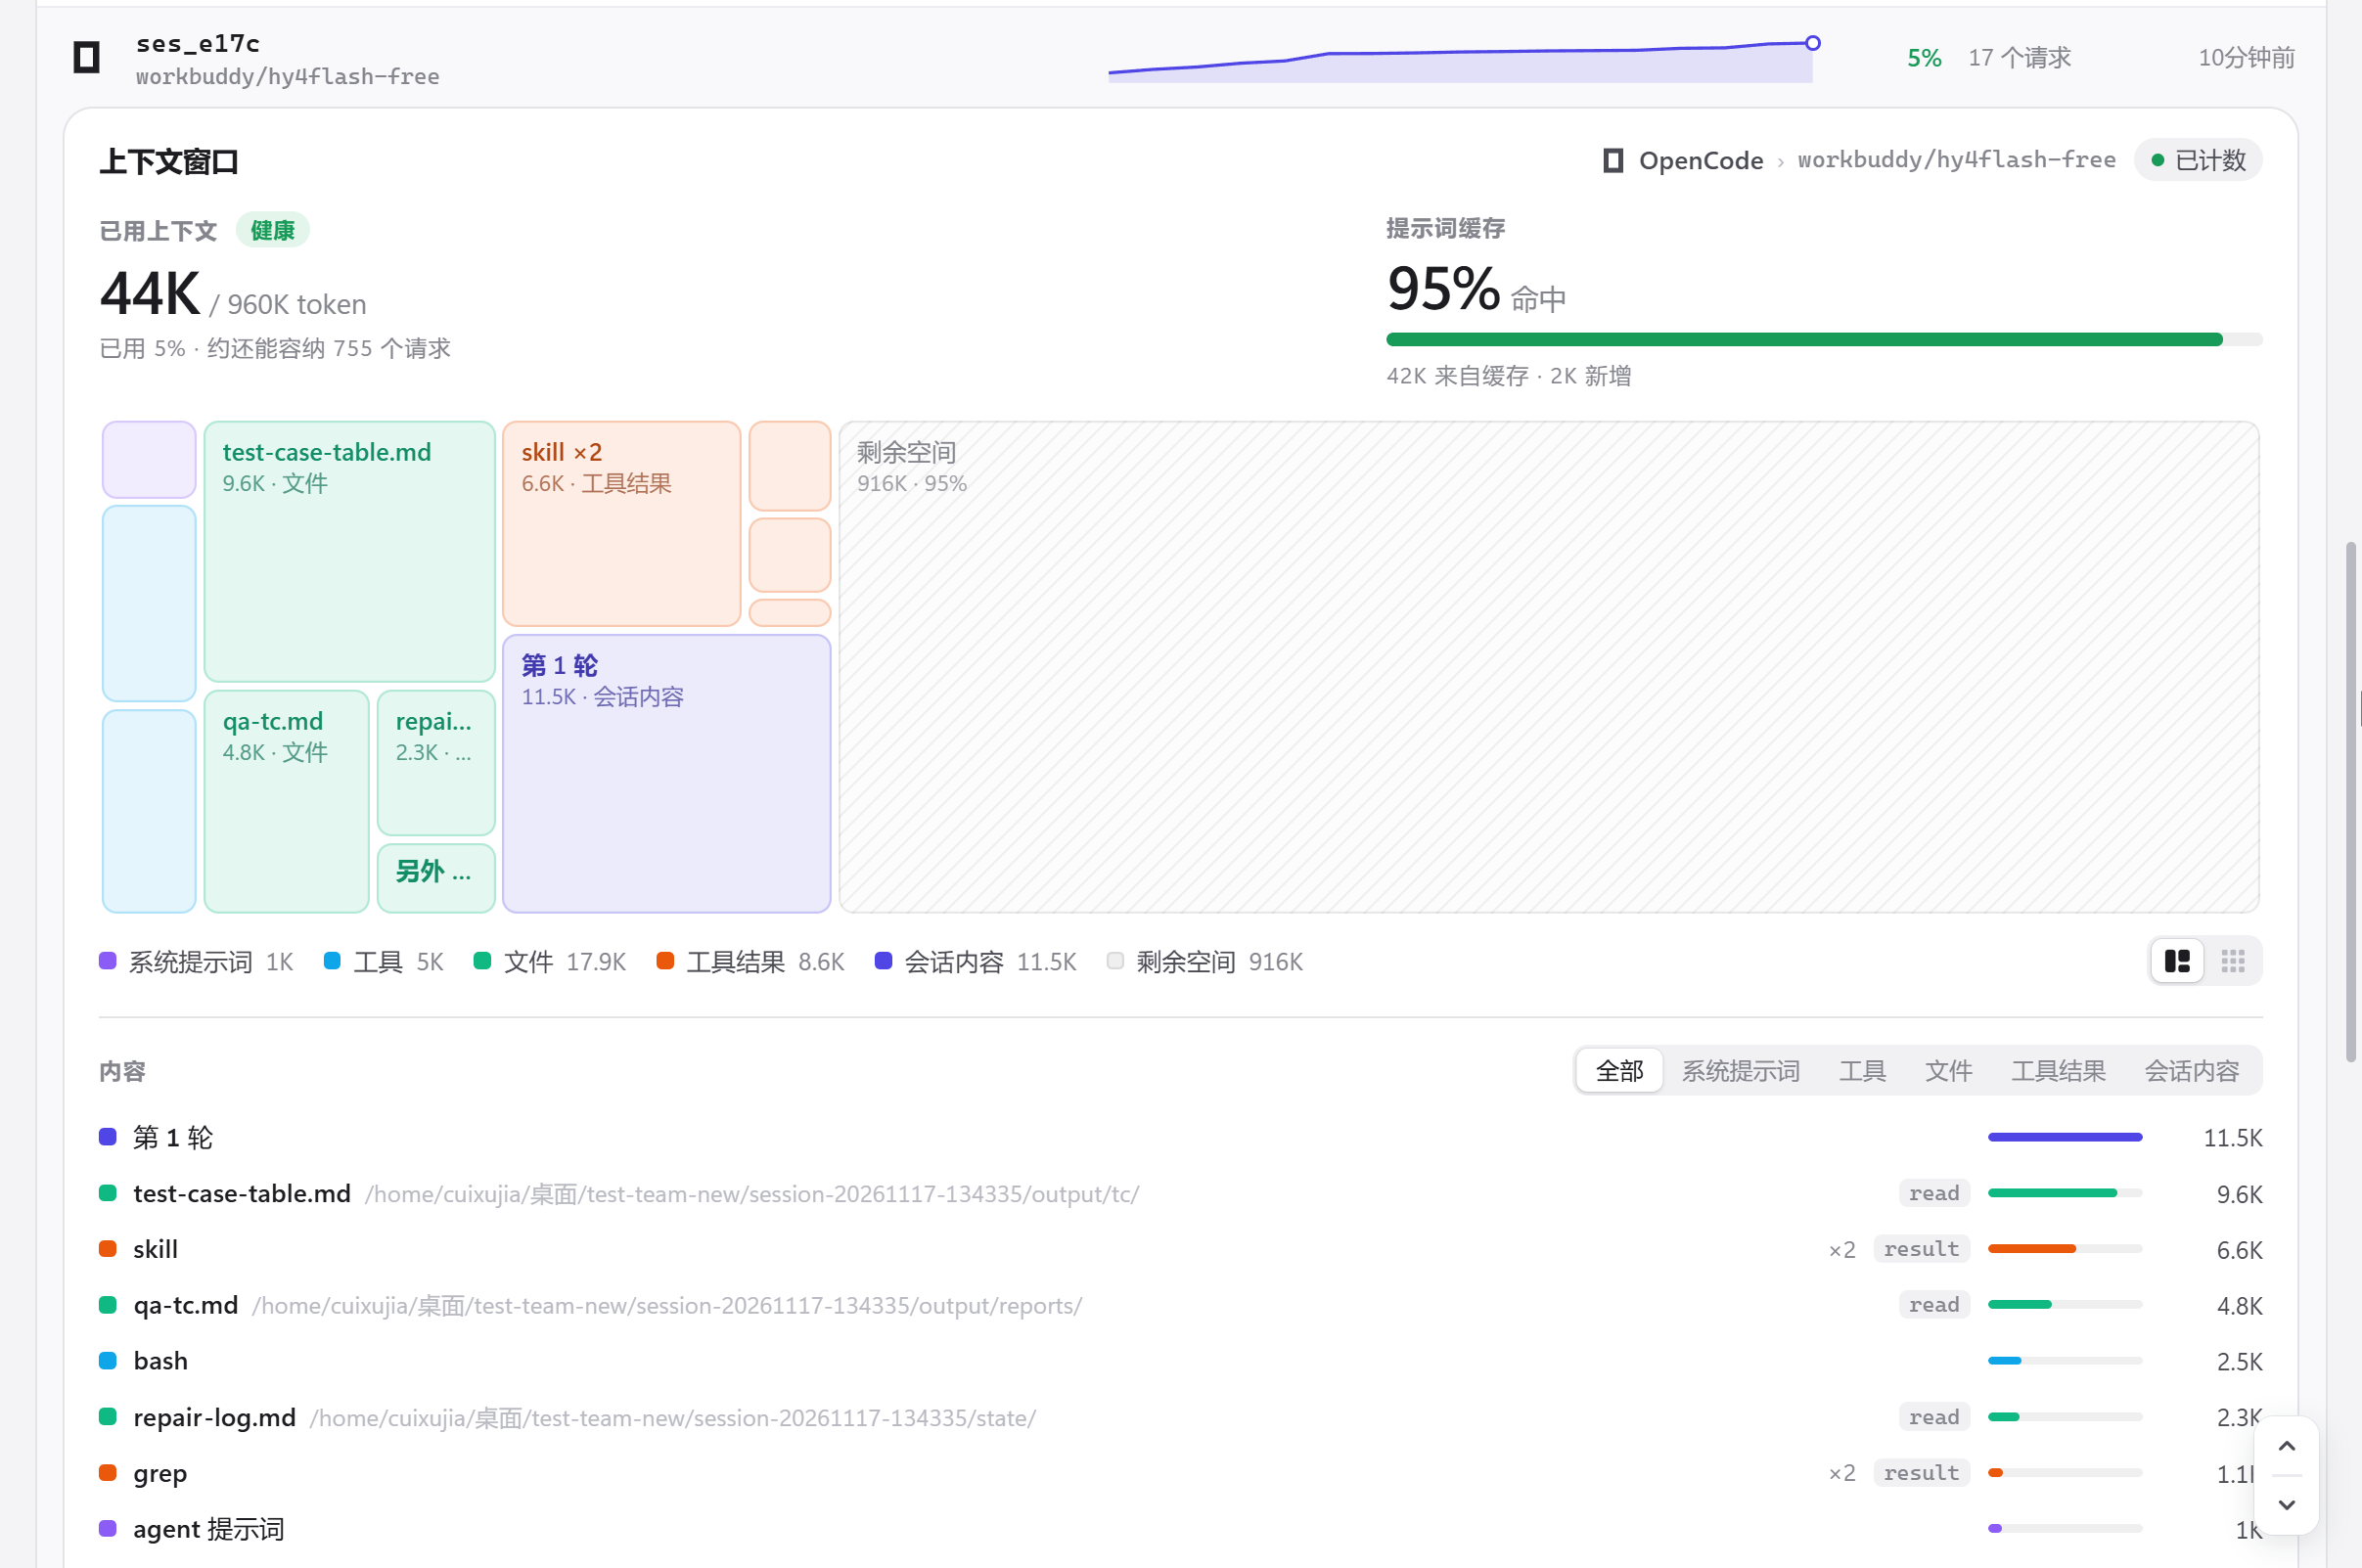 ses_e17c
workbuddy/hy4flash-free
5% 17 个请求 10分钟前
上下文窗口
OpenCode › workbuddy/hy4flash-free 已计数
已用上下文 健康
44K / 960K token
已用 5% · 约还能容纳 755 个请求
提示词缓存
95% 命中
42K 来自缓存 · 2K 新增
test-case-table.md
9.6K · 文件
skill ×2
6.6K · 工具结果
剩余空间
916K · 95%
第 1 轮
11.5K · 会话内容
qa-tc.md
4.8K · 文件
repai...
2.3K · ...
另外 ...
系统提示词 1K 工具 5K 文件 17.9K 工具结果 8.6K 会话内容 11.5K 剩余空间 916K
内容
全部 系统提示词 工具 文件 工具结果 会话内容
第 1 轮 11.5K
test-case-table.md /home/cuixujia/桌面/test-team-new/session-20261117-134335/output/tc/ read 9.6K
skill ×2 result 6.6K
qa-tc.md /home/cuixujia/桌面/test-team-new/session-20261117-134335/output/reports/ read 4.8K
bash 2.5K
repair-log.md /home/cuixujia/桌面/test-team-new/session-20261117-134335/state/ read 2.3K
grep ×2 result 1.1
agent 提示词 1K